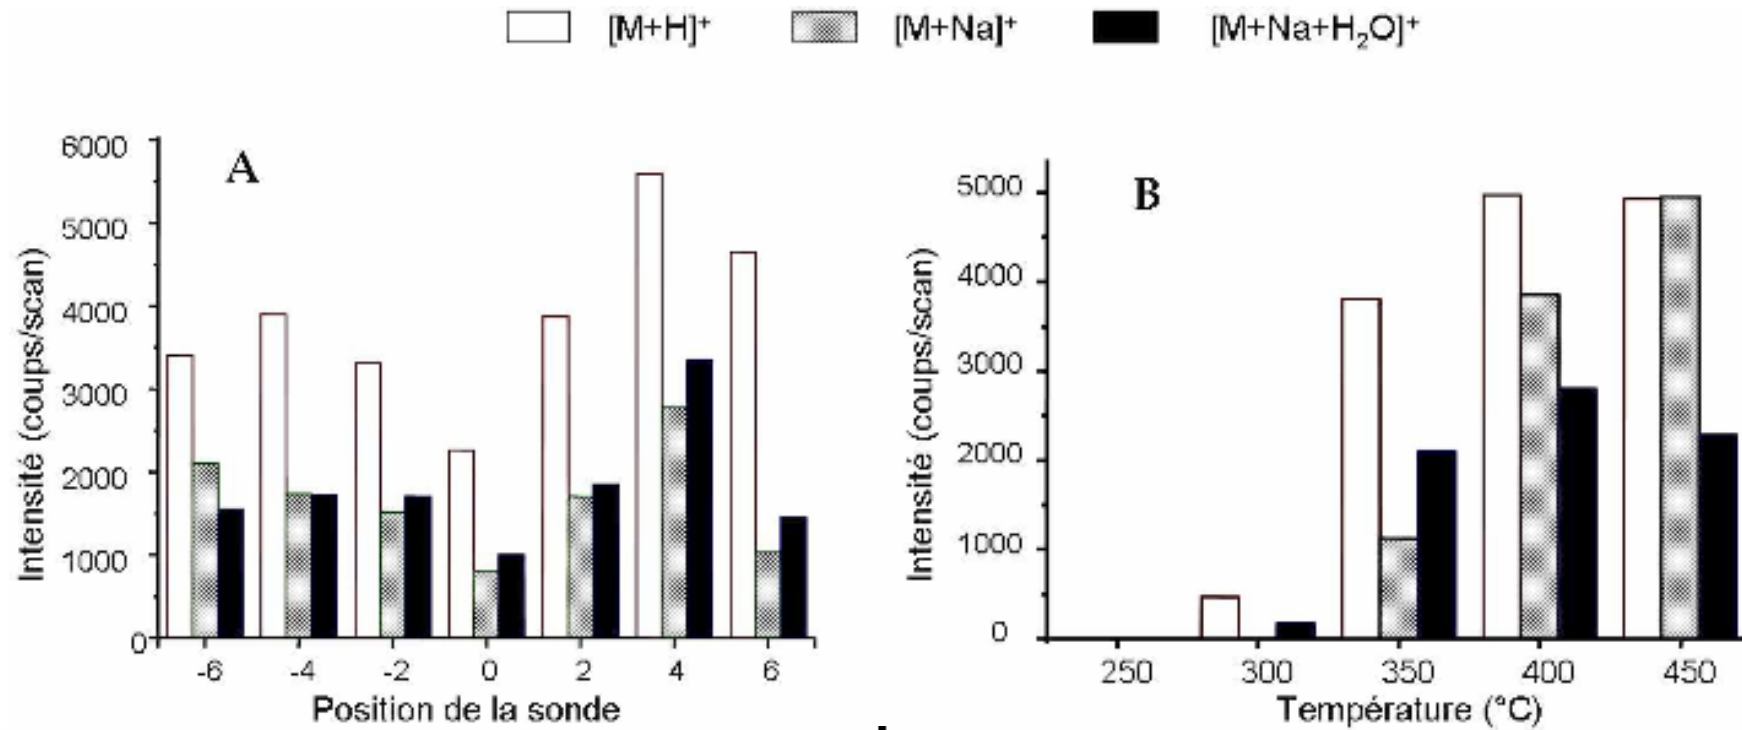 [M+H]⁺ [M+Na]⁺ [M+Na+H₂O]⁺
A
6000
5000
4000
3000
2000
1000
0
Intensité (coups/scan)
-6 -4 -2 0 2 4 6
Position de la sonde
B
5000
4000
3000
2000
1000
0
Intensité (coups/scan)
250 300 350 400 450
Température (°C)